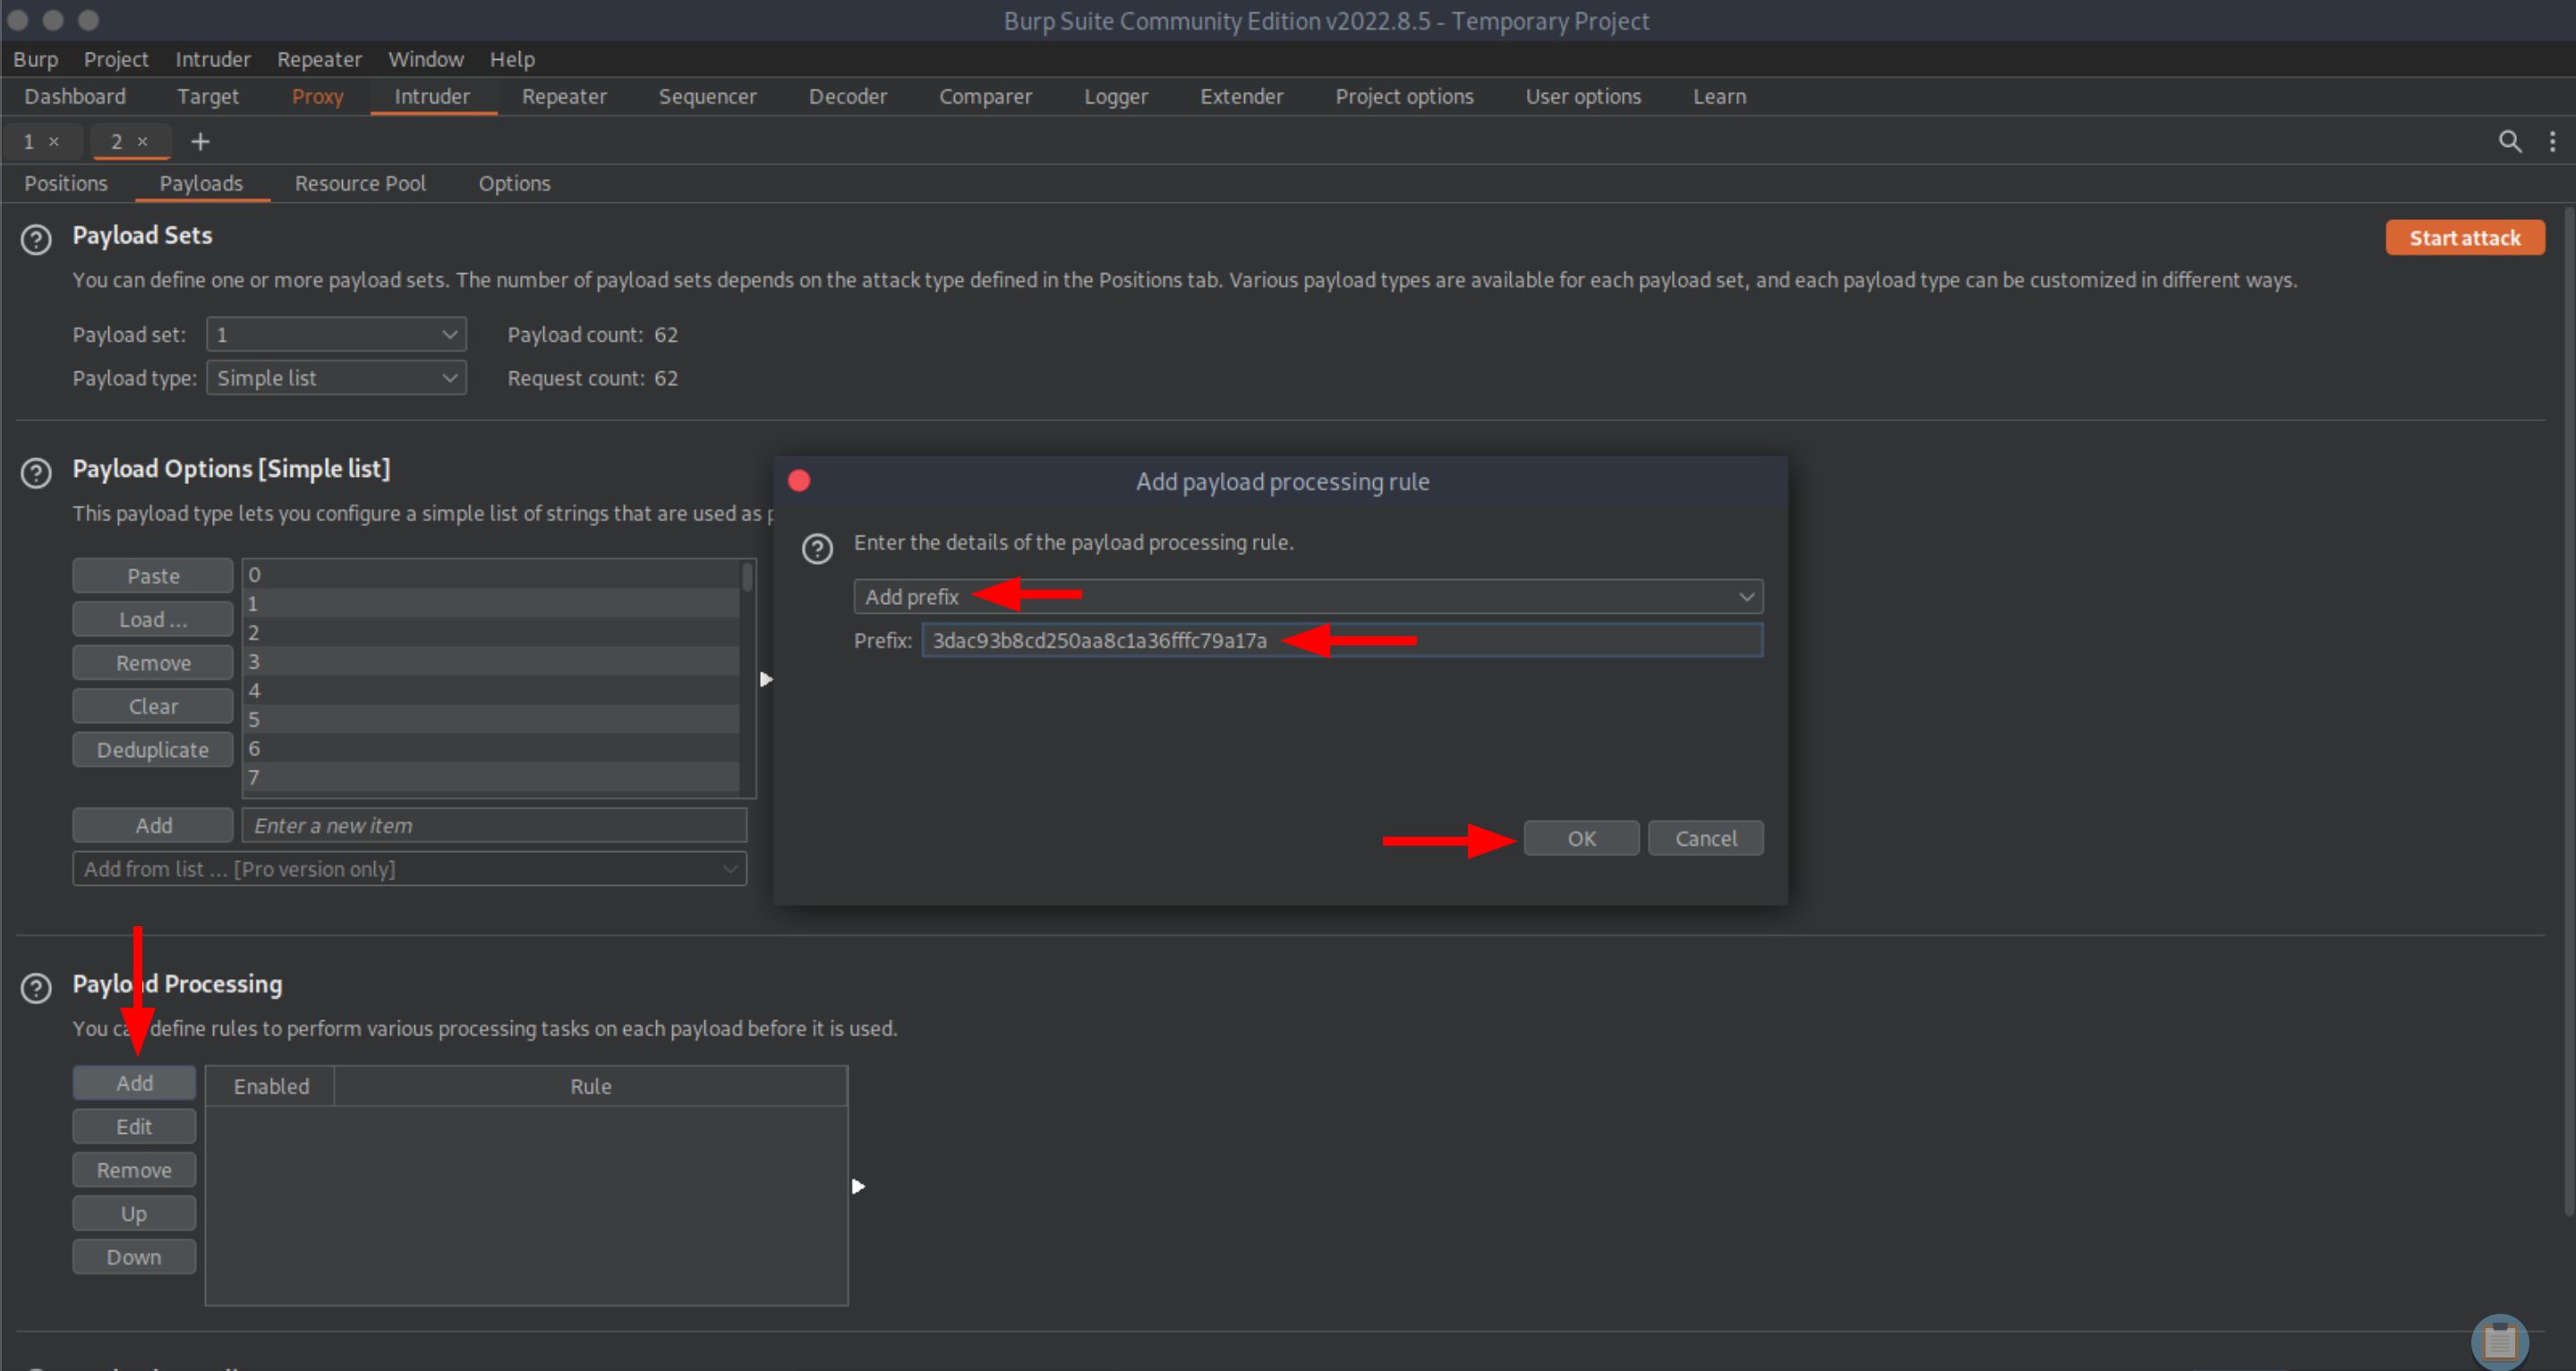 Burp Suite Community Edition v2022.8.5 - Temporary Project
Burp Project Intruder Repeater Window Help
Dashboard Target Proxy Intruder Repeater Sequencer Decoder Comparer Logger Extender Project options User options Learn
1 × 2 × +
Positions Payloads Resource Pool Options
Payload Sets
Start attack
You can define one or more payload sets. The number of payload sets depends on the attack type defined in the Positions tab. Various payload types are available for each payload set, and each payload type can be customized in different ways.
Payload set: 1 Payload count: 62
Payload type: Simple list Request count: 62
Payload Options [Simple list]
This payload type lets you configure a simple list of strings that are used as
Paste
Load ...
Remove
Clear
Deduplicate
0
1
2
3
4
5
6
7
Add Enter a new item
Add from list ... [Pro version only]
Add payload processing rule
Enter the details of the payload processing rule.
Add prefix
Prefix: 3dac93b8cd250aa8c1a36fffc79a17a
OK Cancel
Payload Processing
You can define rules to perform various processing tasks on each payload before it is used.
Add
Edit
Remove
Up
Down
Enabled Rule